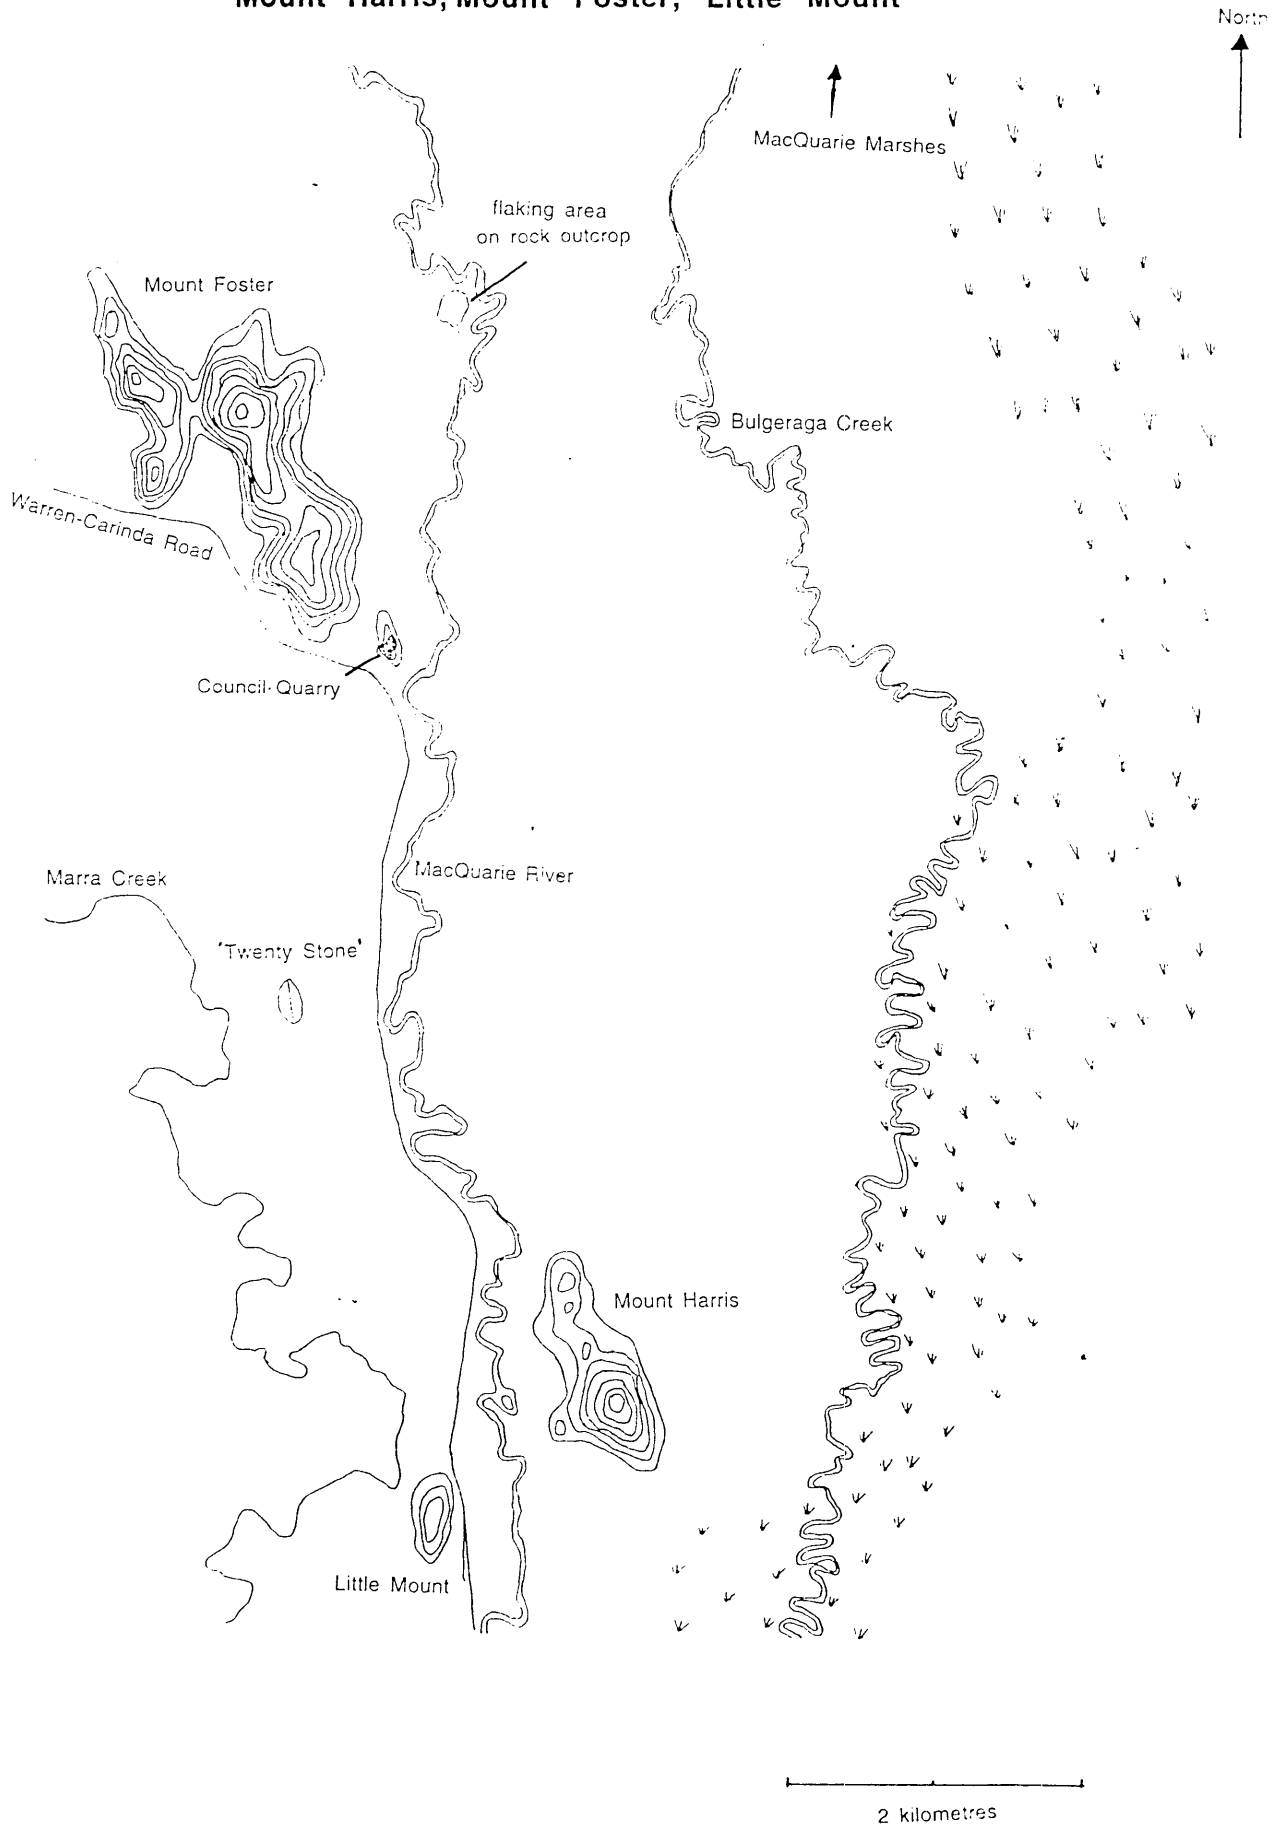 Mount Harris, Mount Foster, Little Mount
North
MacQuarie Marshes
flaking area
on rock outcrop
Mount Foster
Bulgeraga Creek
Warren-Carinda Road
Council Quarry
MacQuarie River
Marra Creek
'Twenty Stone'
Mount Harris
Little Mount
2 kilometres